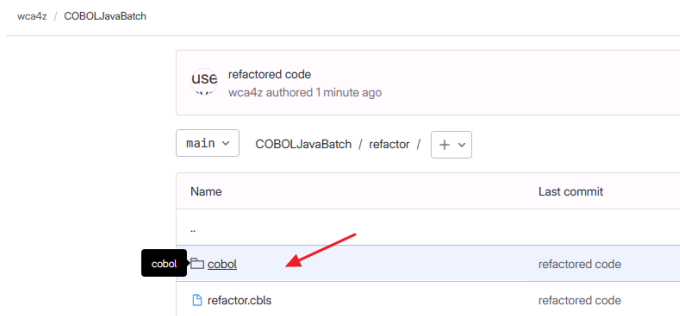 wca4z / COBOLJavaBatch
use
refactored code
wca4z authored 1 minute ago
main COBOLJavaBatch / refactor / +
Name Last commit
..
cobol cobol refactored code
refactor.cbls refactored code